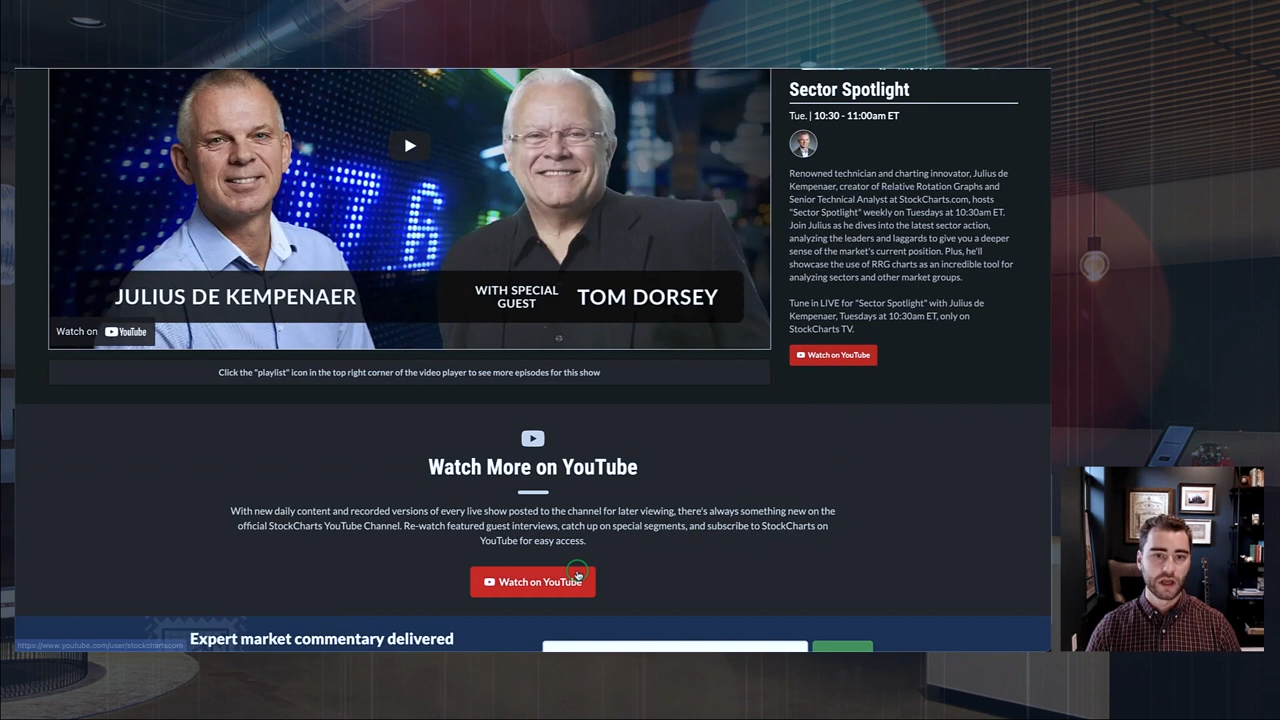 Sector Spotlight
Tue. | 10:30 - 11:00am ET
Renowned technician and charting innovator, Julius de
Kempenaer, creator of Relative Rotation Graphs and
Senior Technical Analyst at StockCharts.com, hosts
"Sector Spotlight" weekly on Tuesdays at 10:30am ET.
Join Julius as he dives into the latest sector action,
analyzing the leaders and laggards to give you a deeper
sense of the market's current position. Plus, he'll
showcase the use of RRG charts as an incredible tool for
analyzing sectors and other market groups.
Tune in LIVE for "Sector Spotlight" with Julius de
Kempenaer, Tuesdays at 10:30am ET, only on
StockCharts TV.
Watch on YouTube
JULIUS DE KEMPENAER
WITH SPECIAL
GUEST
TOM DORSEY
Watch on YouTube
Click the "playlist" icon in the top right corner of the video player to see more episodes for this show
Watch More on YouTube
With new daily content and recorded versions of every live show posted to the channel for later viewing, there's always something new on the
official StockCharts YouTube Channel. Re-watch featured guest interviews, catch up on special segments, and subscribe to StockCharts on
YouTube for easy access.
Watch on YouTube
Expert market commentary delivered
https://www.youtube.com/user/stockcharts.com